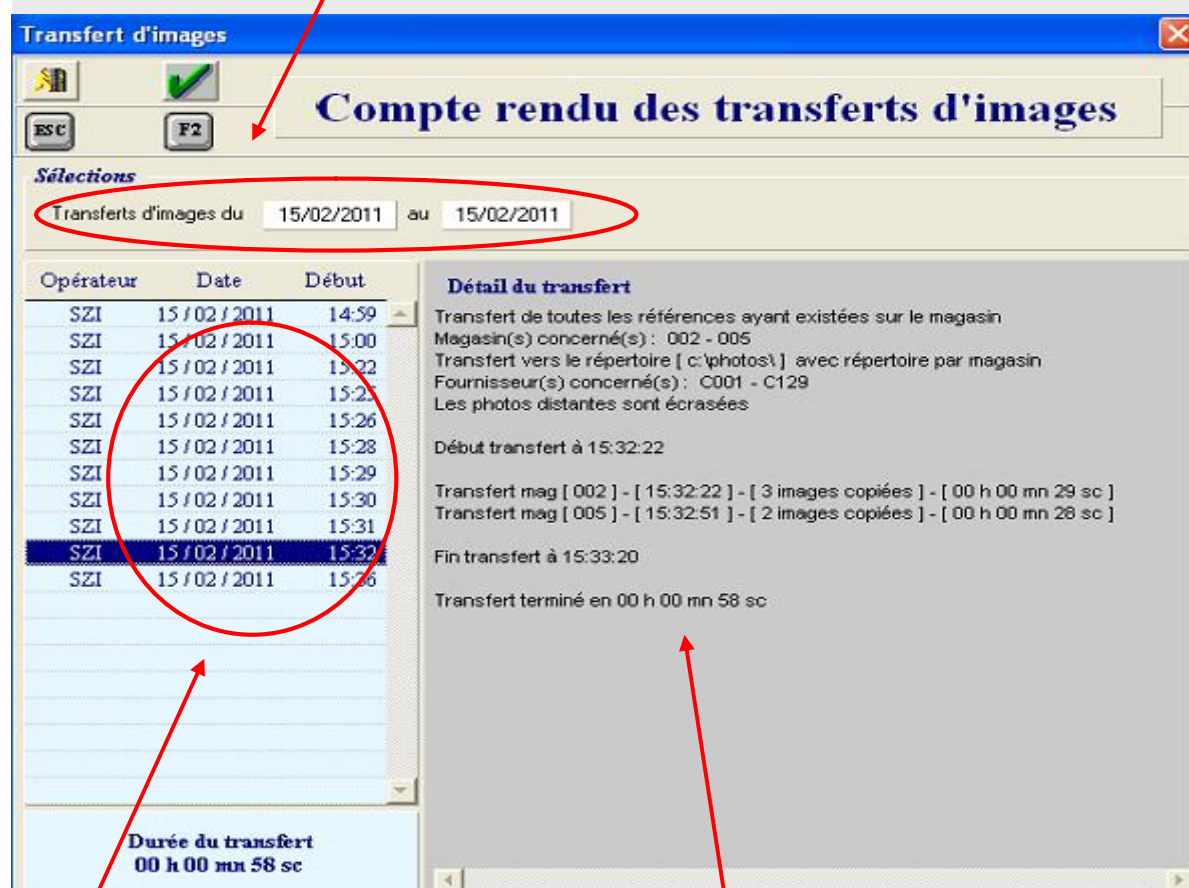 Transfert d'images
Compte rendu des transferts d'images
ESC
F2
Sélections
Transferts d'images du 15/02/2011 au 15/02/2011
Opérateur Date Début
SZI 15/02/2011 14:59
SZI 15/02/2011 15:00
SZI 15/02/2011 15:22
SZI 15/02/2011 15:25
SZI 15/02/2011 15:26
SZI 15/02/2011 15:28
SZI 15/02/2011 15:29
SZI 15/02/2011 15:30
SZI 15/02/2011 15:31
SZI 15/02/2011 15:32
SZI 15/02/2011 15:36
Durée du transfert
00 h 00 mn 58 sc
Détail du transfert
Transfert de toutes les références ayant existées sur le magasin
Magasin(s) concerné(s) : 002 - 005
Transfert vers le répertoire [ c:\photos\ ] avec répertoire par magasin
Fournisseur(s) concerné(s) : C001 - C129
Les photos distantes sont écrasées
Début transfert à 15:32:22
Transfert mag [ 002 ] - [ 15:32:22 ] - [ 3 images copiées ] - [ 00 h 00 mn 29 sc ]
Transfert mag [ 005 ] - [ 15:32:51 ] - [ 2 images copiées ] - [ 00 h 00 mn 28 sc ]
Fin transfert à 15:33:20
Transfert terminé en 00 h 00 mn 58 sc